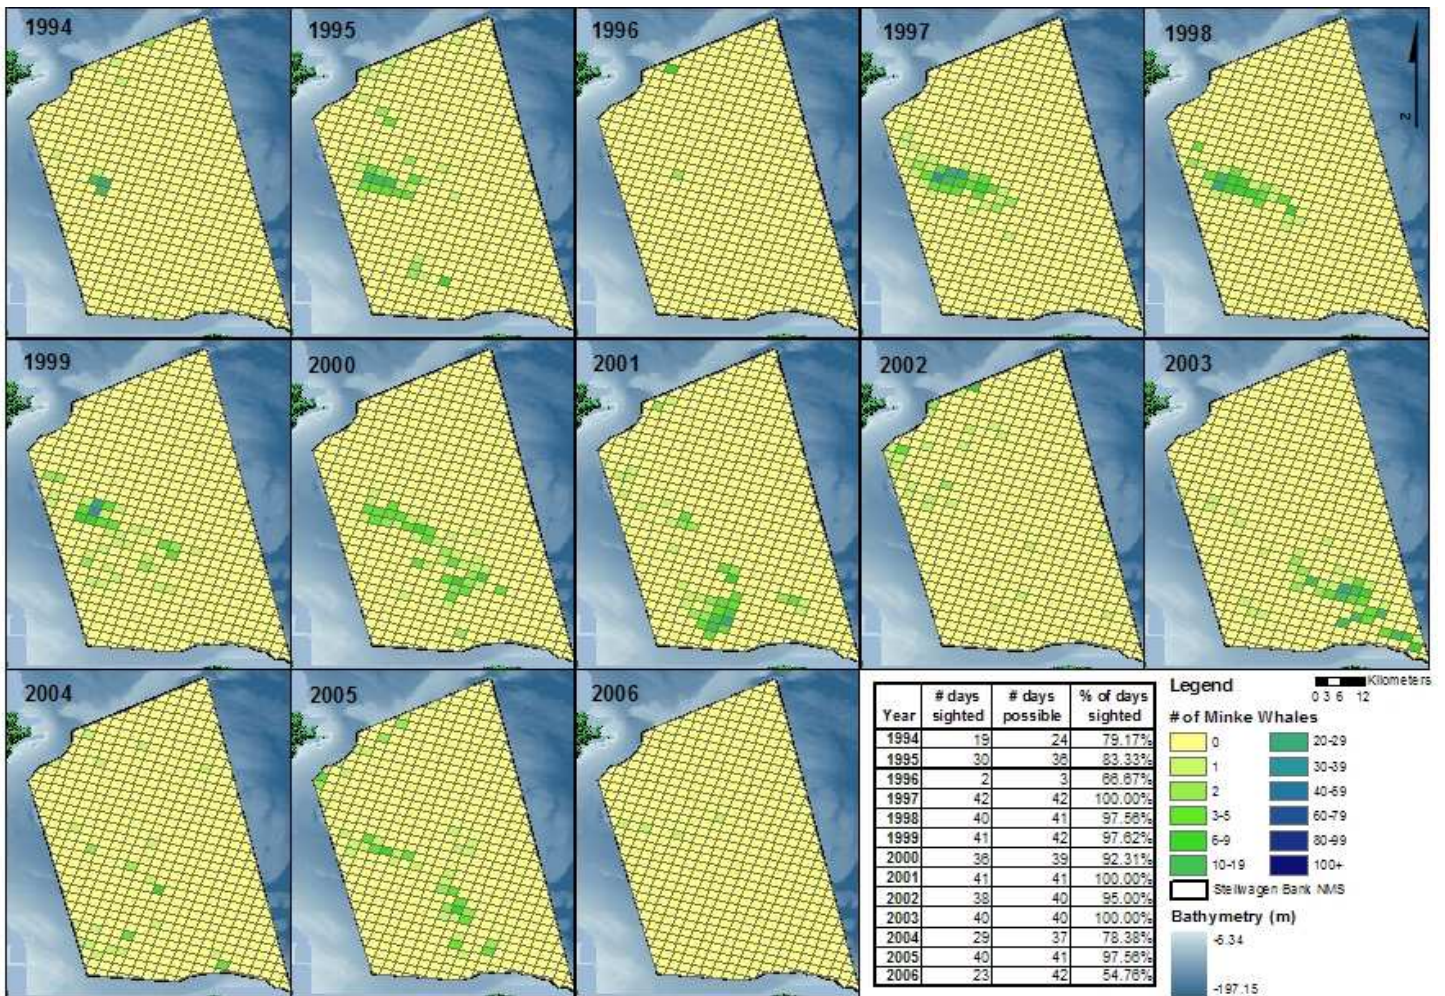 1994
1995
1996
1997
1998
N
1999
2000
2001
2002
2003
2004
2005
2006
Year # days sighted # days possible % of days sighted
1994 19 24 79.17%
1995 30 36 83.33%
1996 2 3 66.67%
1997 42 42 100.00%
1998 40 41 97.56%
1999 41 42 97.62%
2000 36 39 92.31%
2001 41 41 100.00%
2002 38 40 95.00%
2003 40 40 100.00%
2004 29 37 78.38%
2005 40 41 97.56%
2006 23 42 54.76%
Legend
Kilometers
0 3 6 12
# of Minke Whales
0 20-29
1 30-39
2 40-59
3-5 60-79
6-9 80-99
10-19 100+
Stellwagen Bank NMS
Bathymetry (m)
-5.34
-197.15